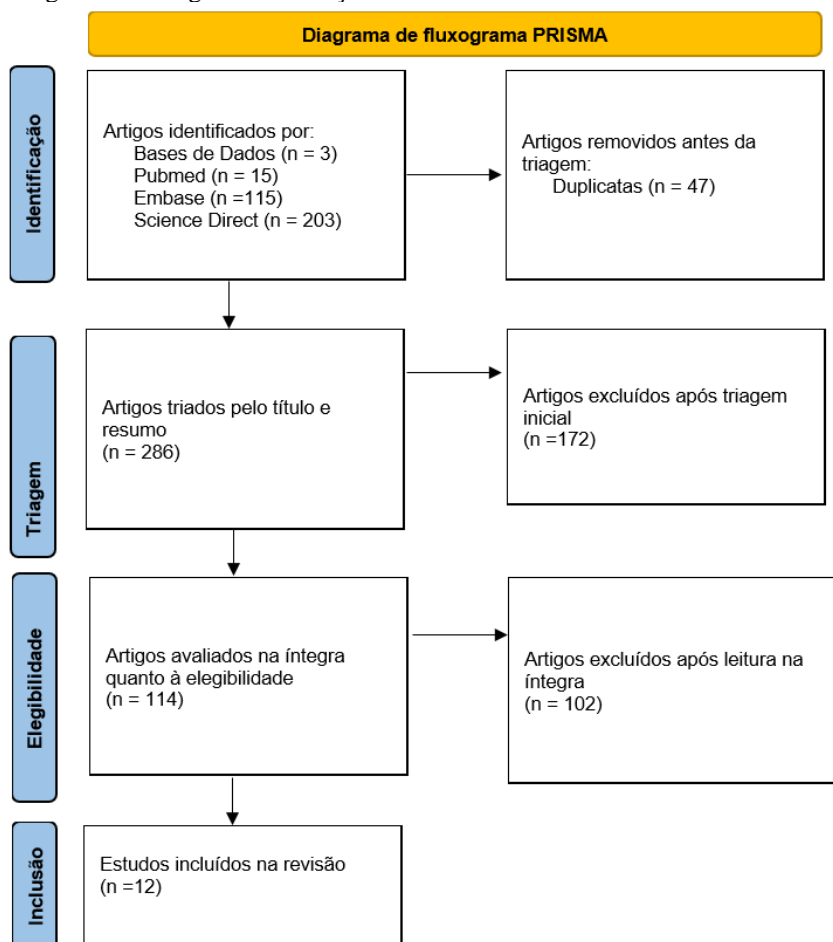 Diagrama de fluxograma PRISMA
Identificação
Artigos identificados por:
Bases de Dados (n = 3)
Pubmed (n = 15)
Embase (n =115)
Science Direct (n = 203)
Artigos removidos antes da
triagem:
Duplicatas (n = 47)
Triagem
Artigos triados pelo título e
resumo
(n = 286)
Artigos excluídos após triagem
inicial
(n =172)
Elegibilidade
Artigos avaliados na íntegra
quanto à elegibilidade
(n = 114)
Artigos excluídos após leitura na
íntegra
(n = 102)
Inclusão
Estudos incluídos na revisão
(n =12)